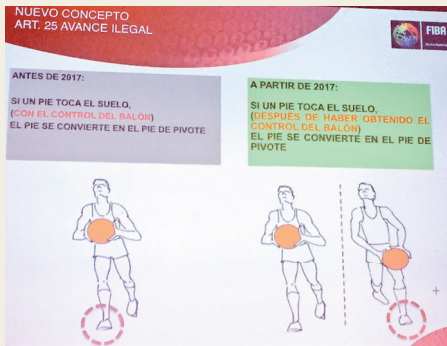 NUEVO CONCEPTO
ART. 25 AVANCE ILEGAL
FIBA
ANTES DE 2017:
SI UN PIE TOCA EL SUELO,
(CON EL CONTROL DEL BALÓN)
EL PIE SE CONVIERTE EN EL PIE DE PIVOTE
A PARTIR DE 2017:
SI UN PIE TOCA EL SUELO,
(DESPUÉS DE HABER OBTENIDO EL
CONTROL DEL BALÓN)
EL PIE SE CONVIERTE EN EL PIE DE
PIVOTE